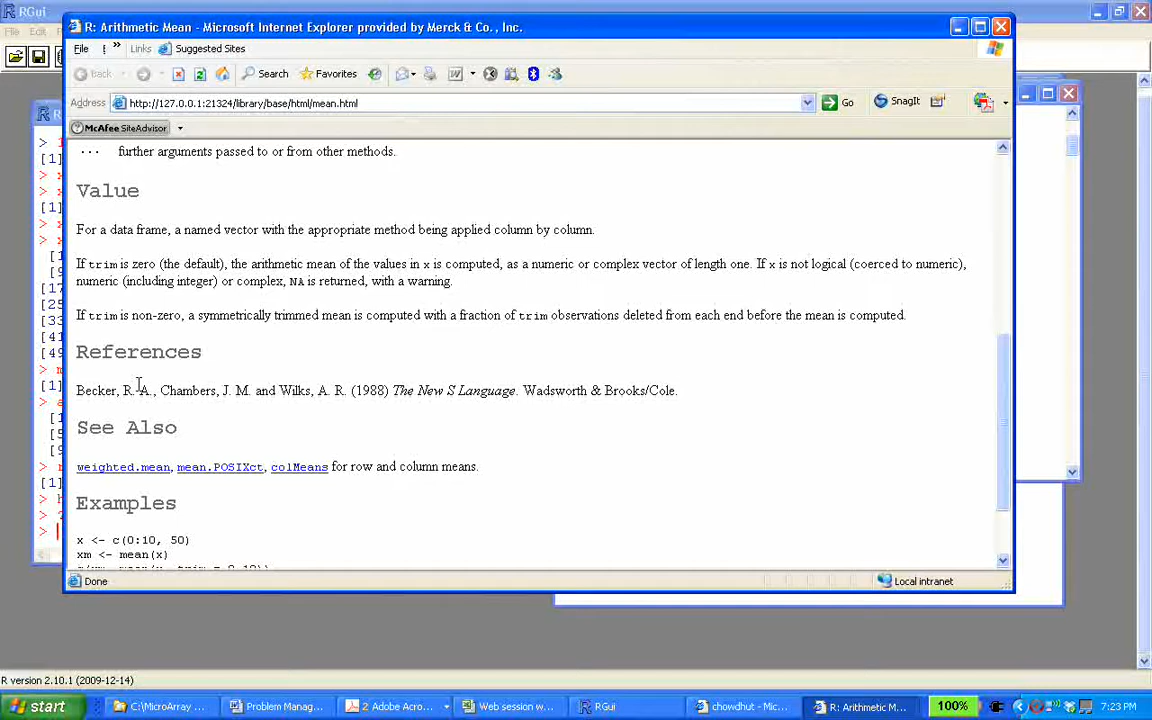 RGui
R: Arithmetic Mean - Microsoft Internet Explorer provided by Merck & Co., Inc.
File
Edit
File » Links Suggested Sites
Back Search Favorites
Address http://127.0.0.1:21324/library/base/html/mean.html Go SnagIt
McAfee SiteAdvisor
... further arguments passed to or from other methods.
Value
For a data frame, a named vector with the appropriate method being applied column by column.
If trim is zero (the default), the arithmetic mean of the values in x is computed, as a numeric or complex vector of length one. If x is not logical (coerced to numeric),
numeric (including integer) or complex, NA is returned, with a warning.
If trim is non-zero, a symmetrically trimmed mean is computed with a fraction of trim observations deleted from each end before the mean is computed.
References
Becker, R. A., Chambers, J. M. and Wilks, A. R. (1988) The New S Language. Wadsworth & Brooks/Cole.
See Also
weighted.mean, mean.POSIXct, colMeans for row and column means.
Examples
x <- c(0:10, 50)
xm <- mean(x)
Done Local intranet
R version 2.10.1 (2009-12-14)
start C:\MicroArray Problem Manag... 2 Adobe Acro... Web session w... RGui chowdhut - Mic... R: Arithmetic M... 100% 7:23 PM